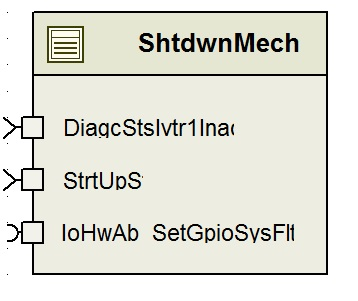 ShtdwnMech
DiagcStsIvtr1Inac
StrtUpSt
IoHwAb_SetGpioSysFlt